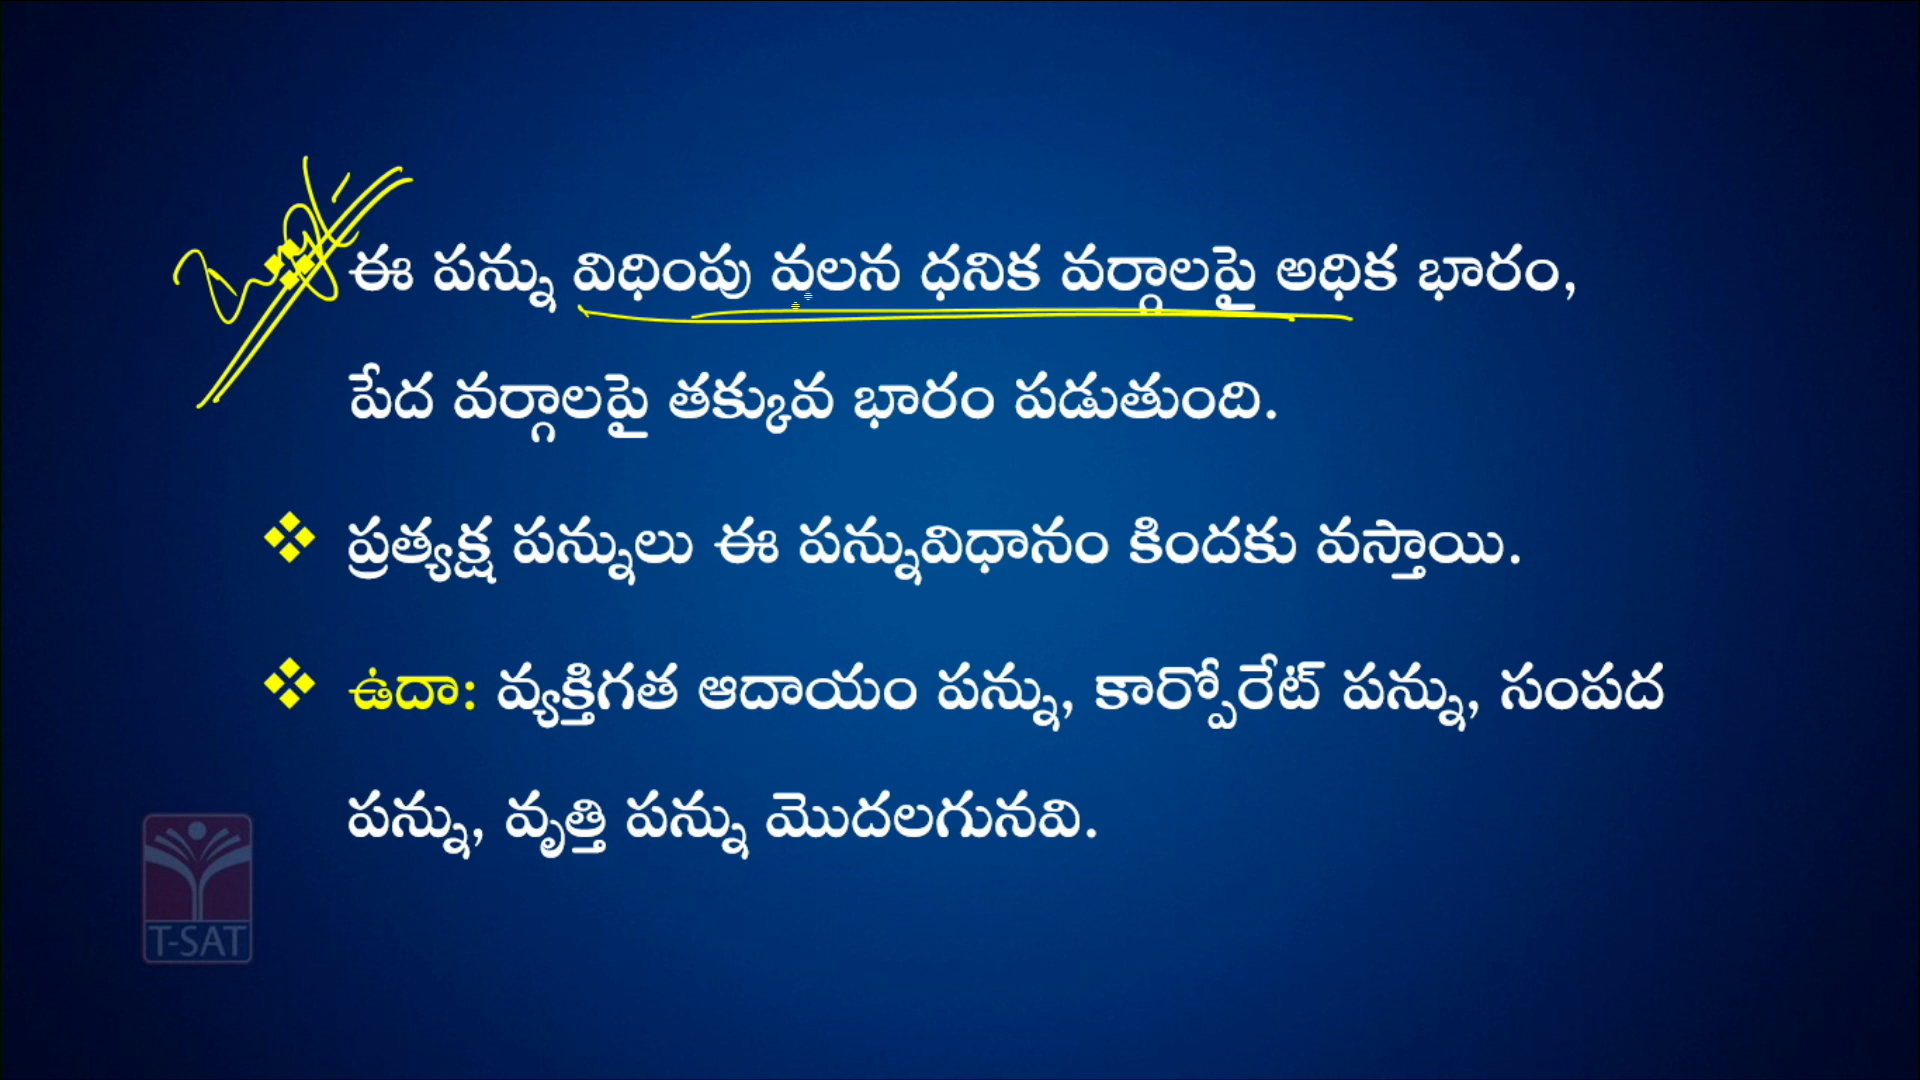 ఈ పన్ను విధింపు వలన ధనిక వర్గాలపై అధిక భారం,
పేద వర్గాలపై తక్కువ భారం పడుతుంది.
ప్రత్యక్ష పన్నులు ఈ పన్నువిధానం కిందకు వస్తాయి.
ఉదా: వ్యక్తిగత ఆదాయం పన్ను, కార్పోరేట్ పన్ను, సంపద
పన్ను, వృత్తి పన్ను మొదలగునవి.
T-SAT